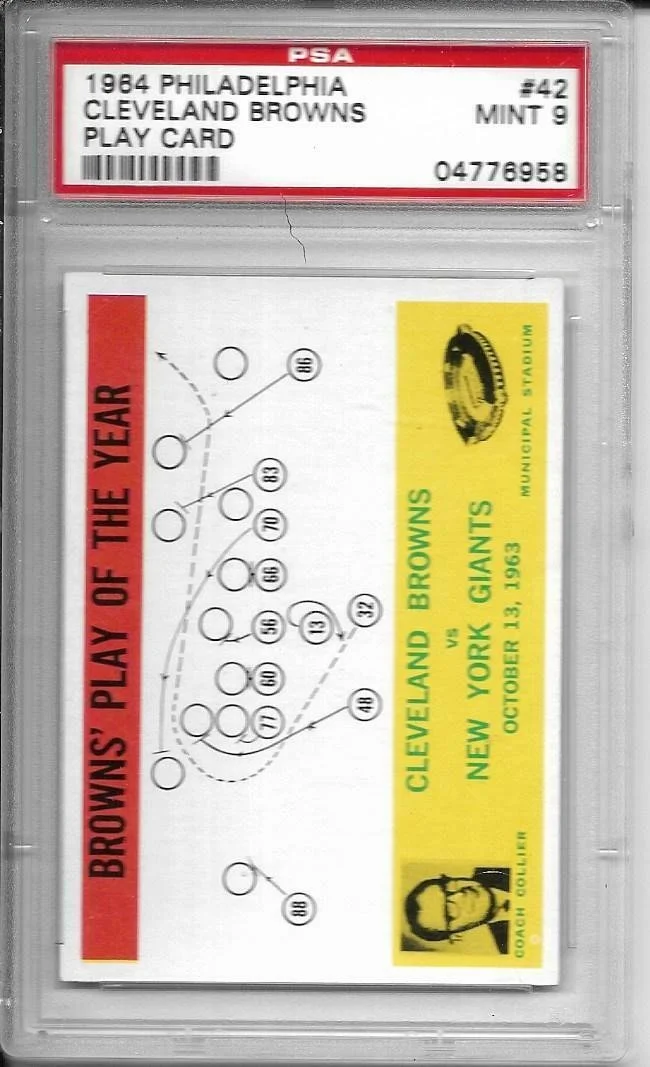 PSA
1964 PHILADELPHIA #42
CLEVELAND BROWNS MINT 9
PLAY CARD
04776958
BROWNS' PLAY OF THE YEAR
86
83
70
66
56
13
32
60
77
48
88
CLEVELAND BROWNS
vs
NEW YORK GIANTS
OCTOBER 13, 1963
MUNICIPAL STADIUM
COACH COLLIER